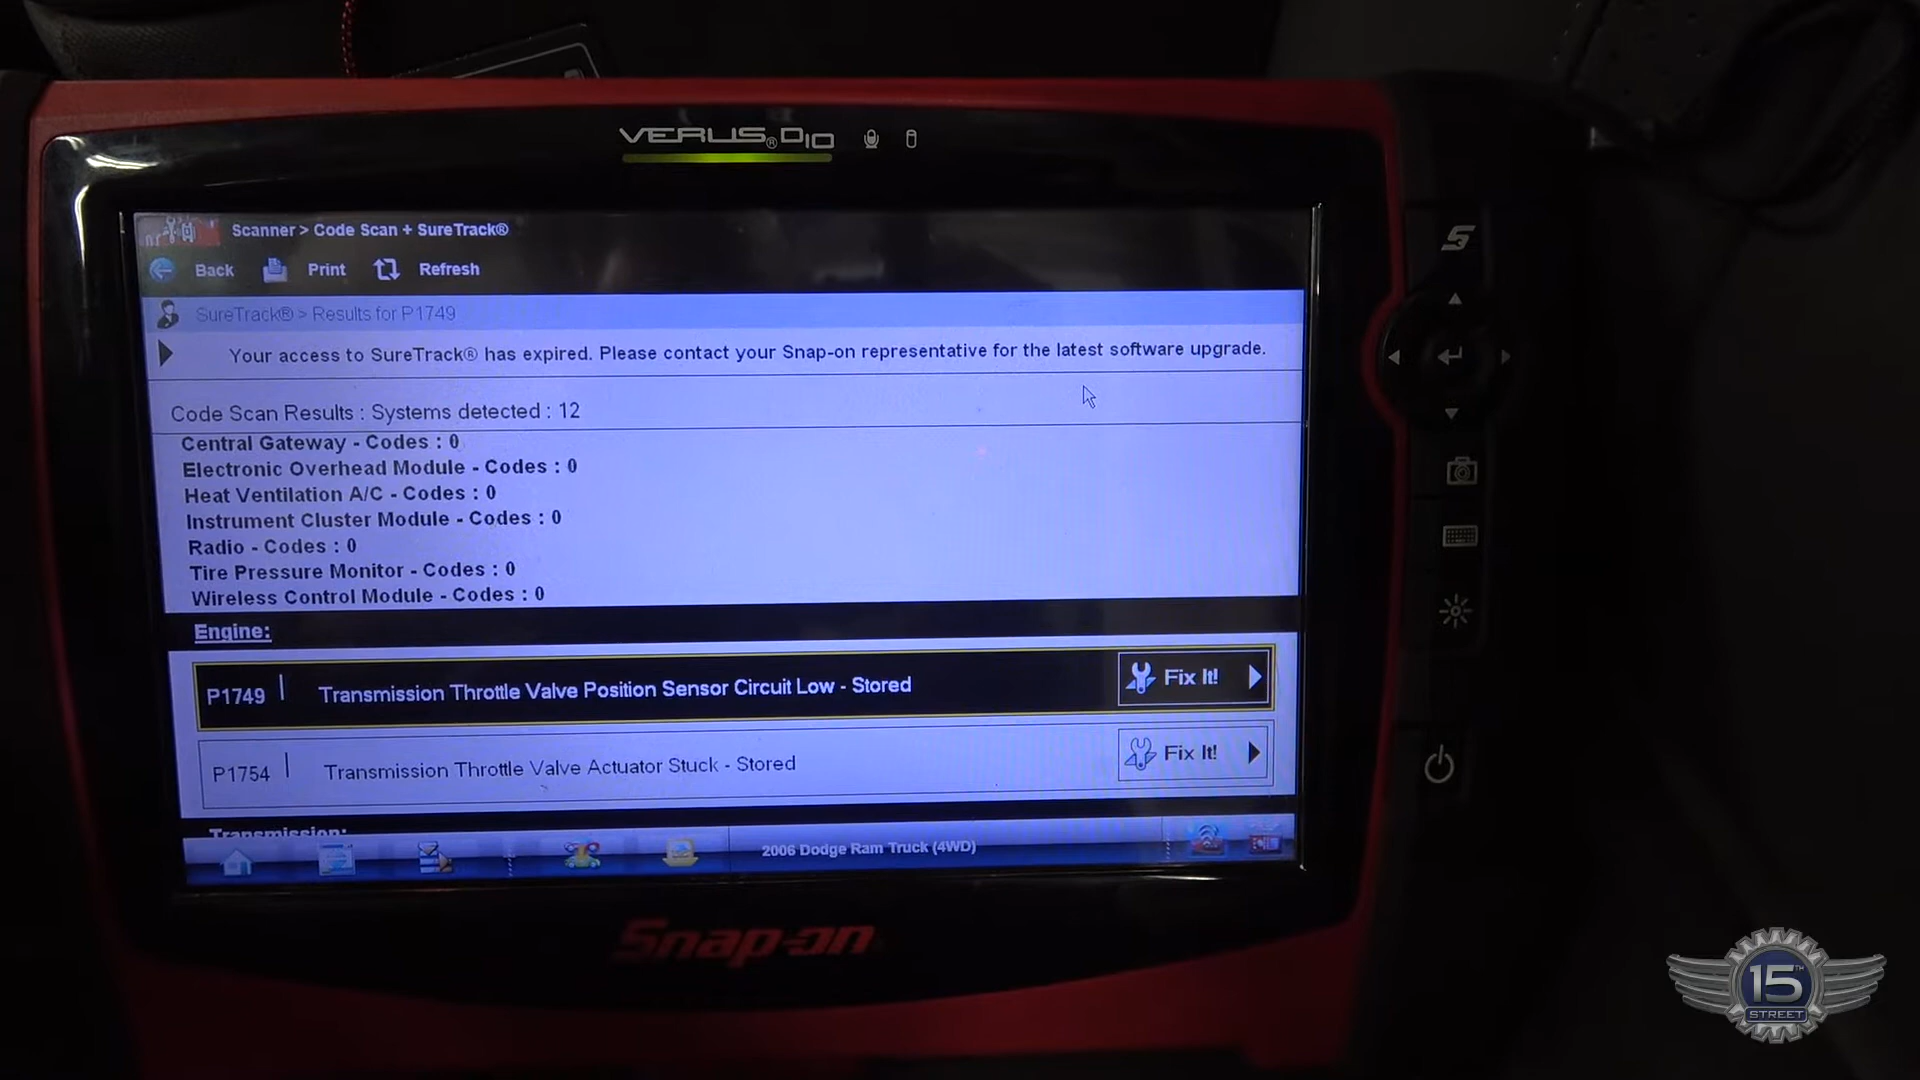 VERUS® D10
Scanner > Code Scan + SureTrack®
Back Print Refresh
SureTrack® > Results for P1749
Your access to SureTrack® has expired. Please contact your Snap-on representative for the latest software upgrade.
Code Scan Results : Systems detected : 12
Central Gateway - Codes : 0
Electronic Overhead Module - Codes : 0
Heat Ventilation A/C - Codes : 0
Instrument Cluster Module - Codes : 0
Radio - Codes : 0
Tire Pressure Monitor - Codes : 0
Wireless Control Module - Codes : 0
Engine:
P1749 Transmission Throttle Valve Position Sensor Circuit Low - Stored Fix It!
P1754 Transmission Throttle Valve Actuator Stuck - Stored Fix It!
Transmission:
2006 Dodge Ram Truck (4WD)
Snap-on
15TH
STREET